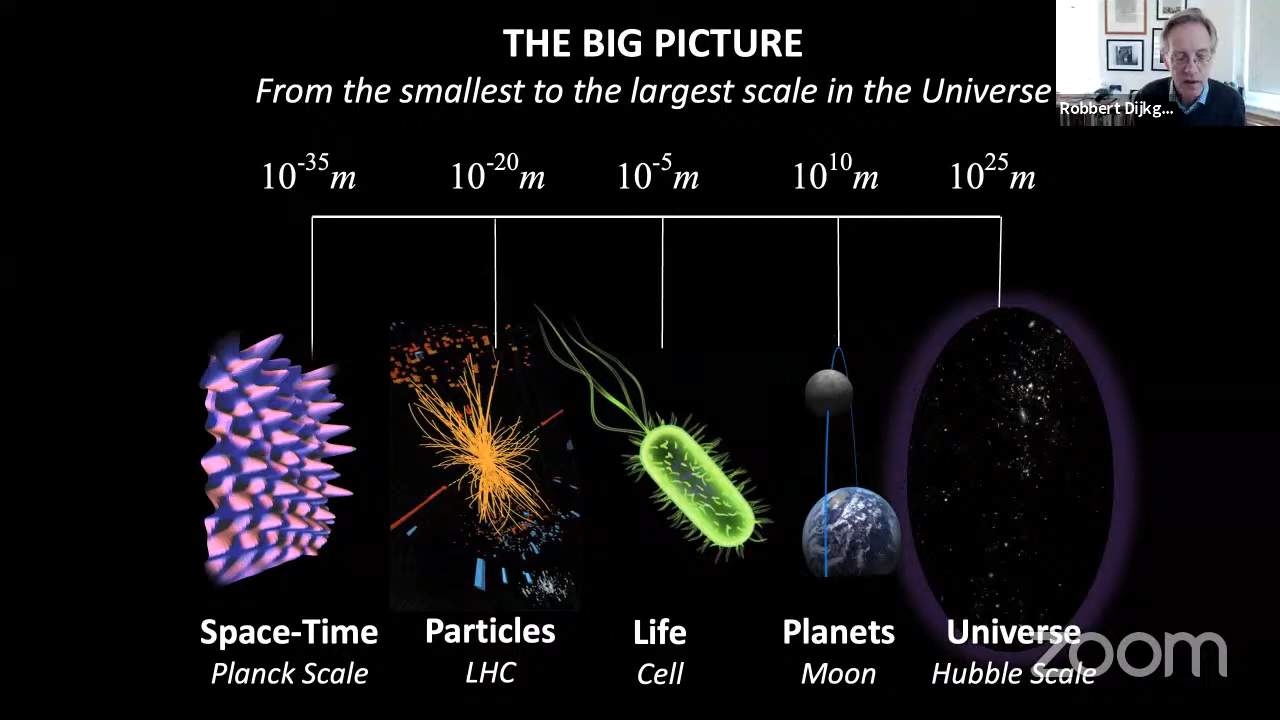 THE BIG PICTURE
From the smallest to the largest scale in the Universe
Robbert Dijkg...
10⁻³⁵m 10⁻²⁰m 10⁻⁵m 10¹⁰m 10²⁵m
Space-Time Particles Life Planets Universe
Planck Scale LHC Cell Moon Hubble Scale
zoom